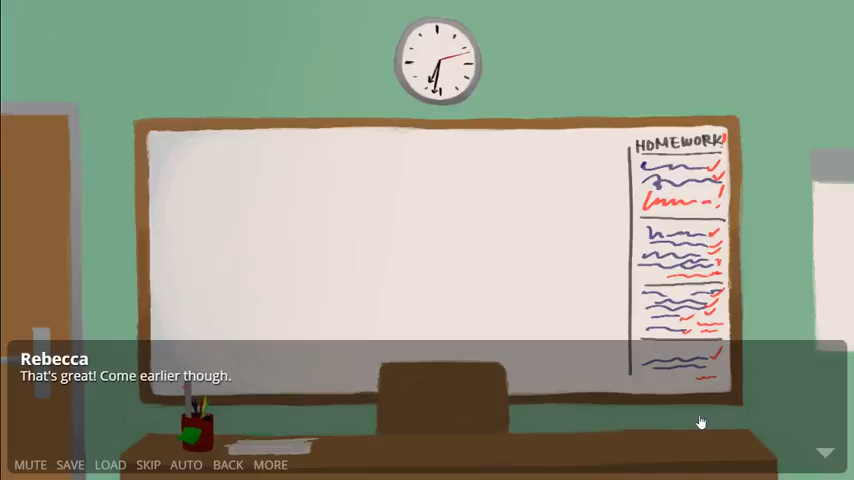 HOMEWORK!
Rebecca
That's great! Come earlier though.
MUTE SAVE LOAD SKIP AUTO BACK MORE